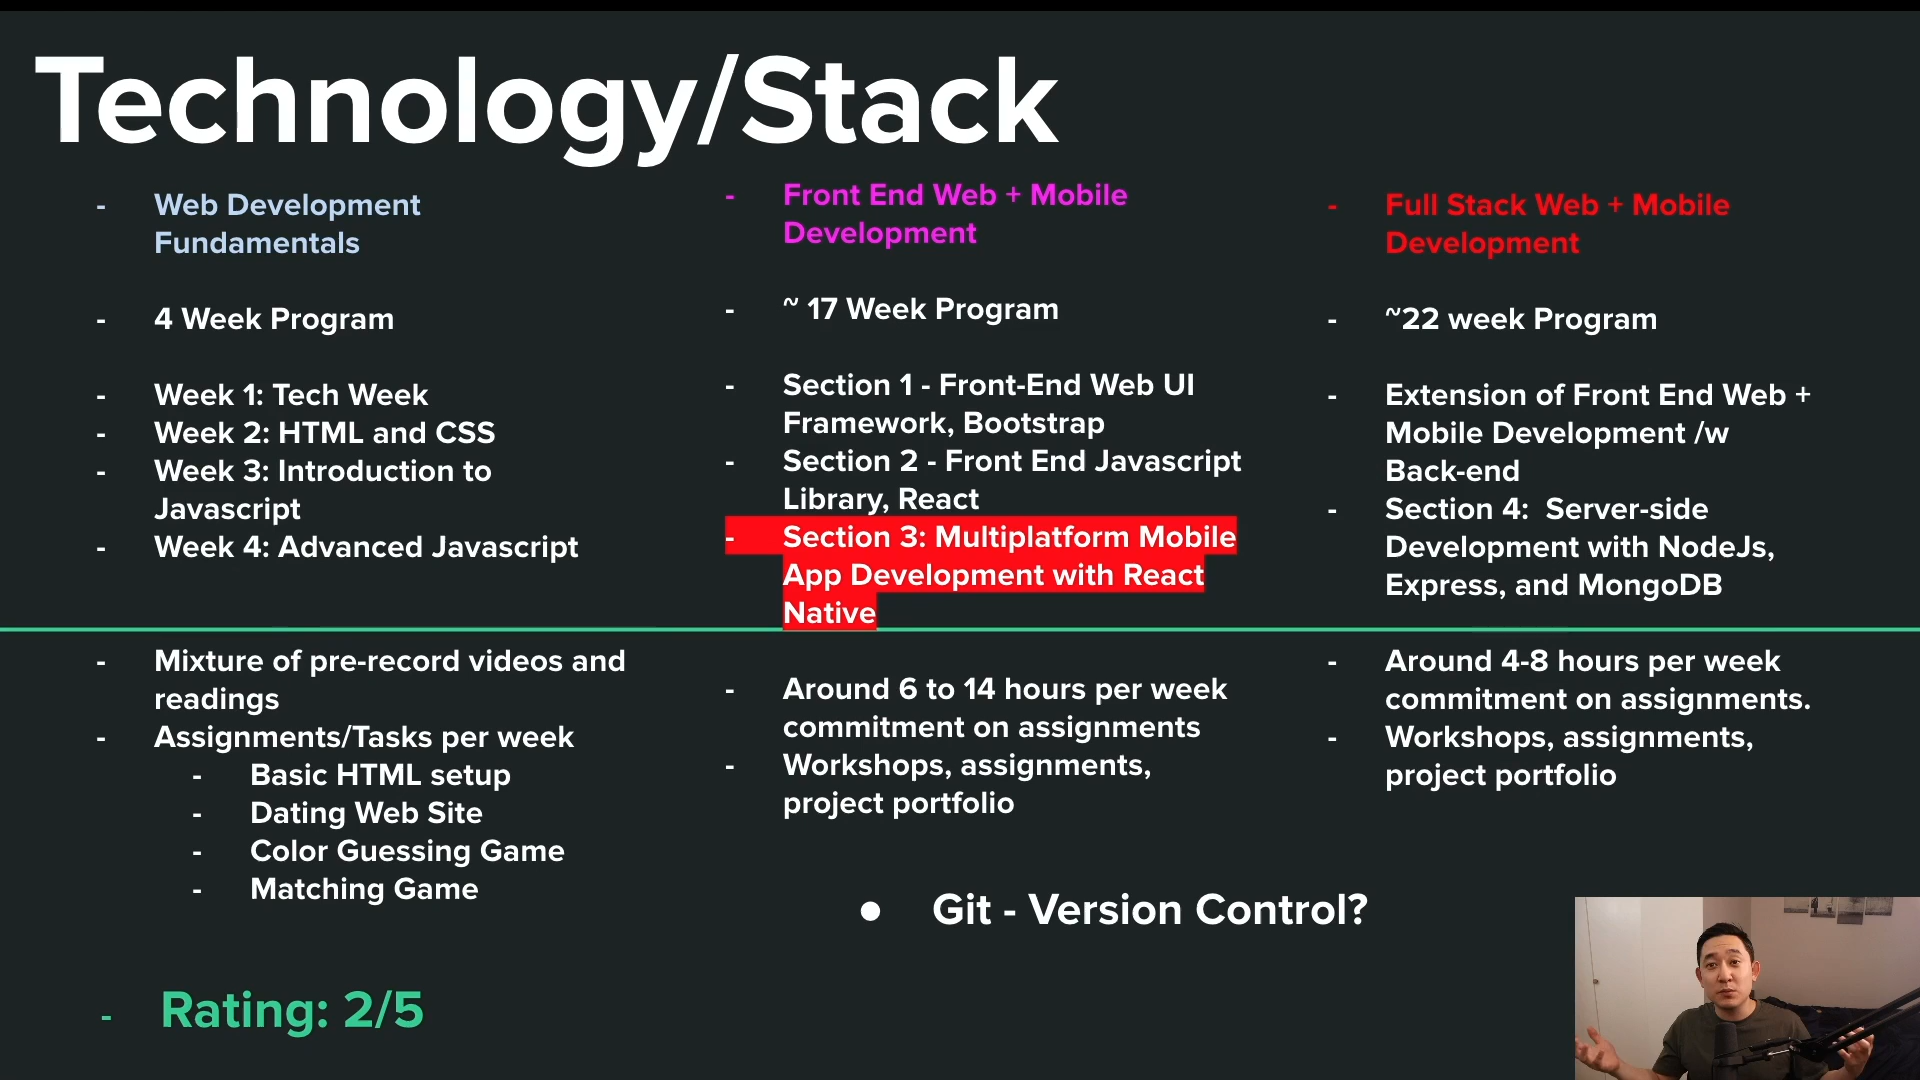 Technology/Stack
- Web Development
Fundamentals
- 4 Week Program
- Week 1: Tech Week
- Week 2: HTML and CSS
- Week 3: Introduction to
Javascript
- Week 4: Advanced Javascript
- Mixture of pre-record videos and
readings
- Assignments/Tasks per week
- Basic HTML setup
- Dating Web Site
- Color Guessing Game
- Matching Game
- Rating: 2/5
- Front End Web + Mobile
Development
- ~ 17 Week Program
- Section 1 - Front-End Web UI
Framework, Bootstrap
- Section 2 - Front End Javascript
Library, React
- Section 3: Multiplatform Mobile
App Development with React
Native
- Around 6 to 14 hours per week
commitment on assignments
- Workshops, assignments,
project portfolio
● Git - Version Control?
- Full Stack Web + Mobile
Development
- ~22 week Program
- Extension of Front End Web +
Mobile Development /w
Back-end
- Section 4:  Server-side
Development with NodeJs,
Express, and MongoDB
- Around 4-8 hours per week
commitment on assignments.
- Workshops, assignments,
project portfolio